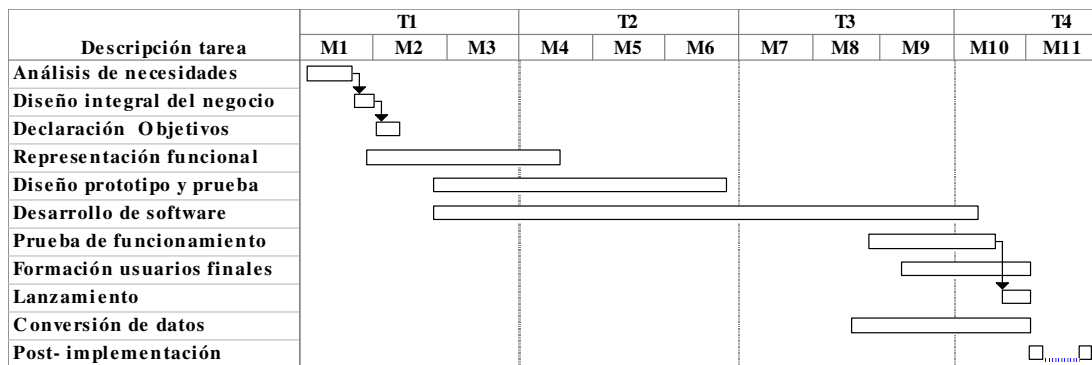 T1 T2 T3 T4
Descripción tarea M1 M2 M3 M4 M5 M6 M7 M8 M9 M10 M11
Análisis de necesidades
Diseño integral del negocio
Declaración Objetivos
Representación funcional
Diseño prototipo y prueba
Desarrollo de software
Prueba de funcionamiento
Formación usuarios finales
Lanzamiento
Conversión de datos
Post- implementación